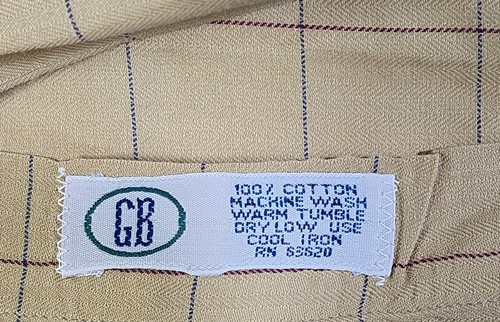 GB
100% COTTON
MACHINE WASH
WARM TUMBLE
DRY LOW USE
COOL IRON
RN 63620